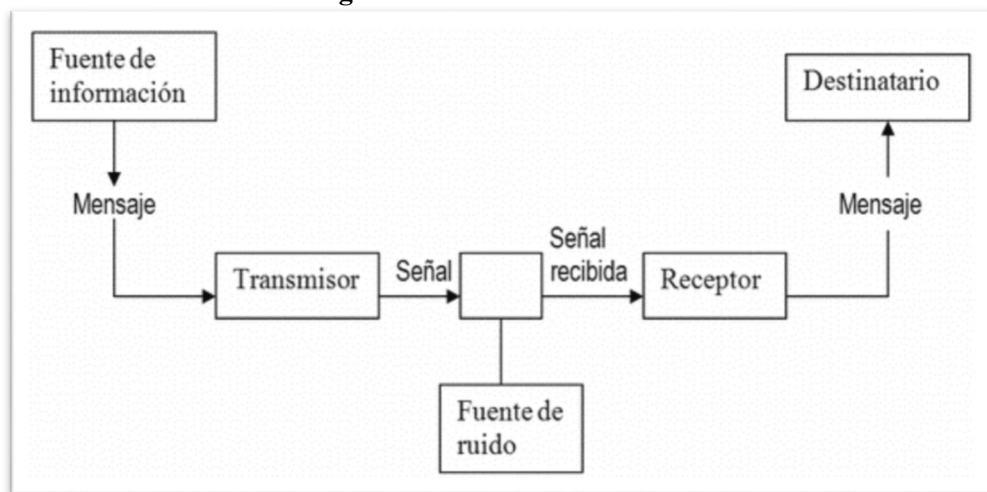 Fuente de
información
Destinatario
Mensaje
Mensaje
Señal
recibida
Transmisor
Señal
Receptor
Fuente de
ruido